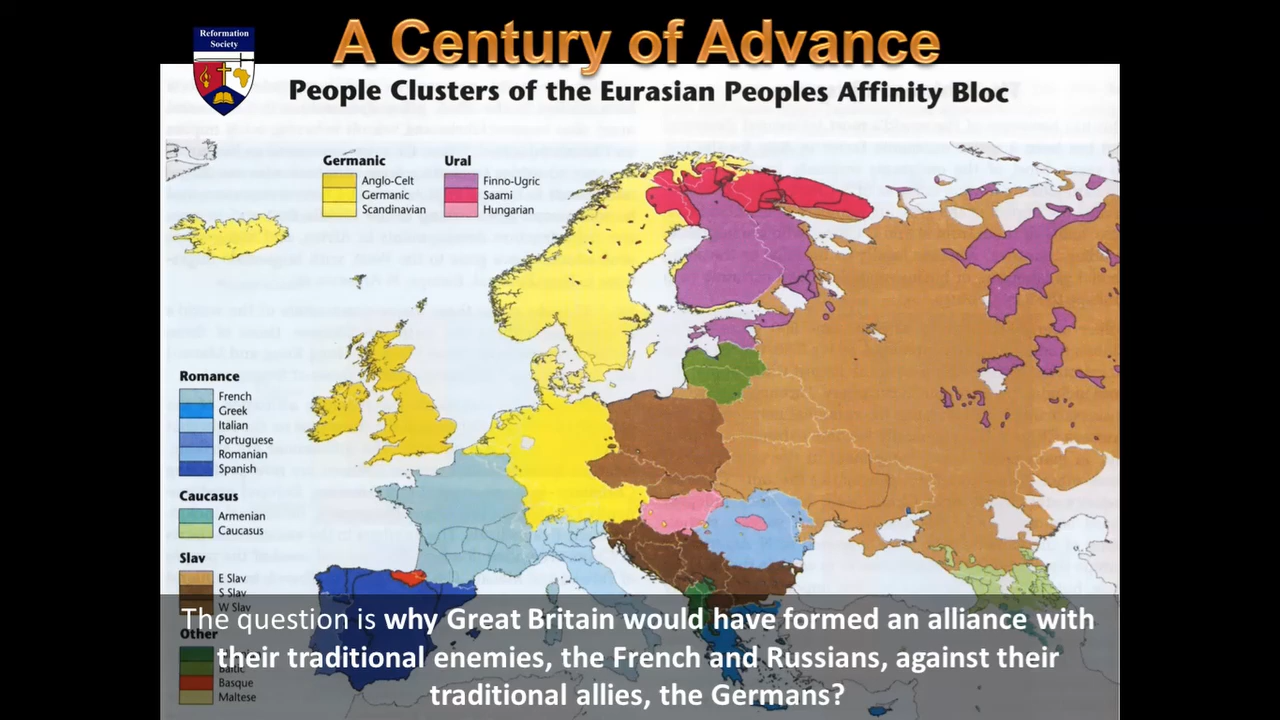 A Century of Advance
Reformation
Society
People Clusters of the Eurasian Peoples Affinity Bloc
Germanic
Anglo-Celt
Germanic
Scandinavian
Ural
Finno-Ugric
Saami
Hungarian
Romance
French
Greek
Italian
Portuguese
Romanian
Spanish
Caucasus
Armenian
Caucasus
Slav
E Slav
S Slav
W Slav
Other
Baltic
Basque
Maltese
The question is why Great Britain would have formed an alliance with
their traditional enemies, the French and Russians, against their
traditional allies, the Germans?